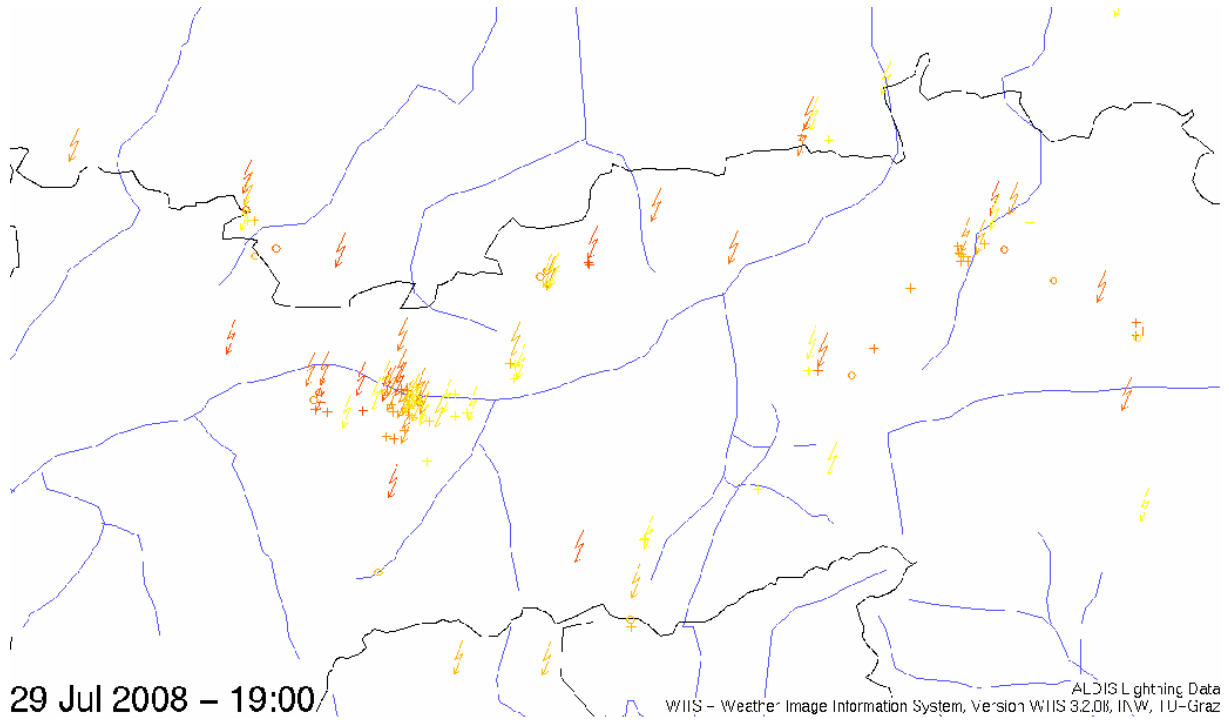 29 Jul 2008 – 19:00
ALDIS Lightning Data
WIIS – Weather Image Information System, Version WIIS 3.2.08, INW, TU-Graz